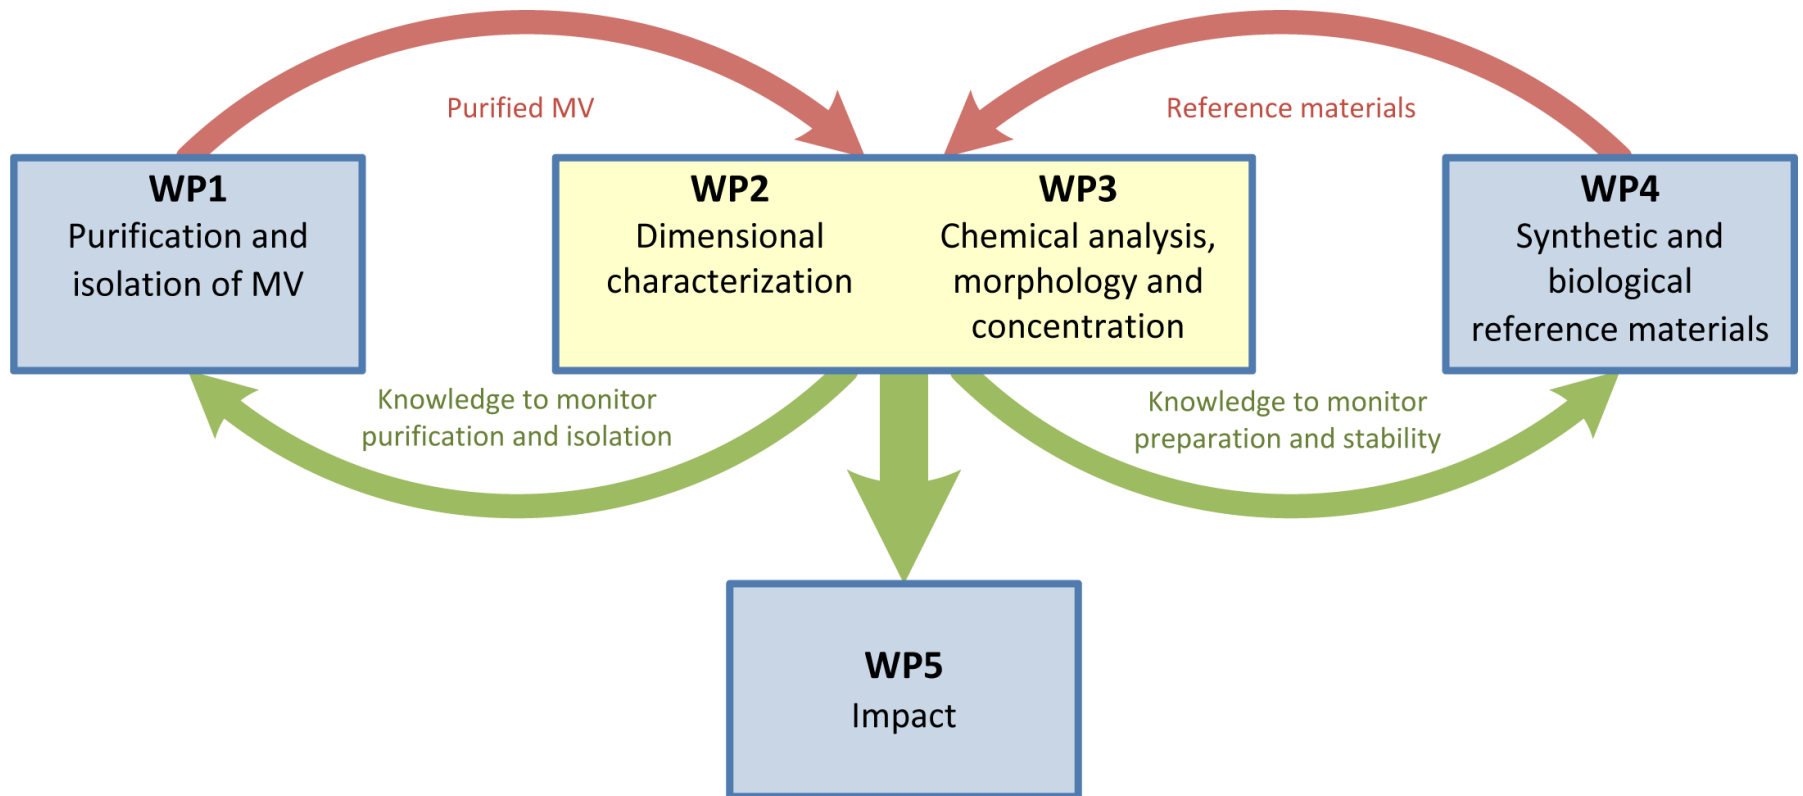 Purified MV
Reference materials
WP1
Purification and
isolation of MV
WP2
Dimensional
characterization
WP3
Chemical analysis,
morphology and
concentration
WP4
Synthetic and
biological
reference materials
Knowledge to monitor
purification and isolation
Knowledge to monitor
preparation and stability
WP5
Impact